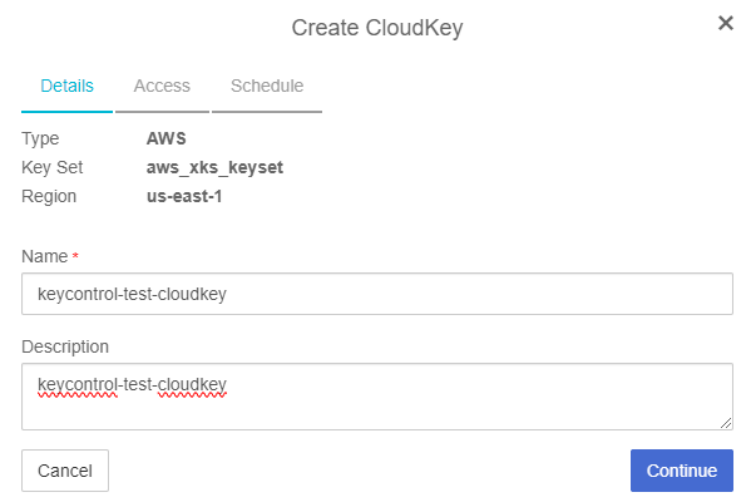 Create CloudKey
Details Access Schedule
Type AWS
Key Set aws_xks_keyset
Region us-east-1
Name *
keycontrol-test-cloudkey
Description
keycontrol-test-cloudkey
Cancel Continue